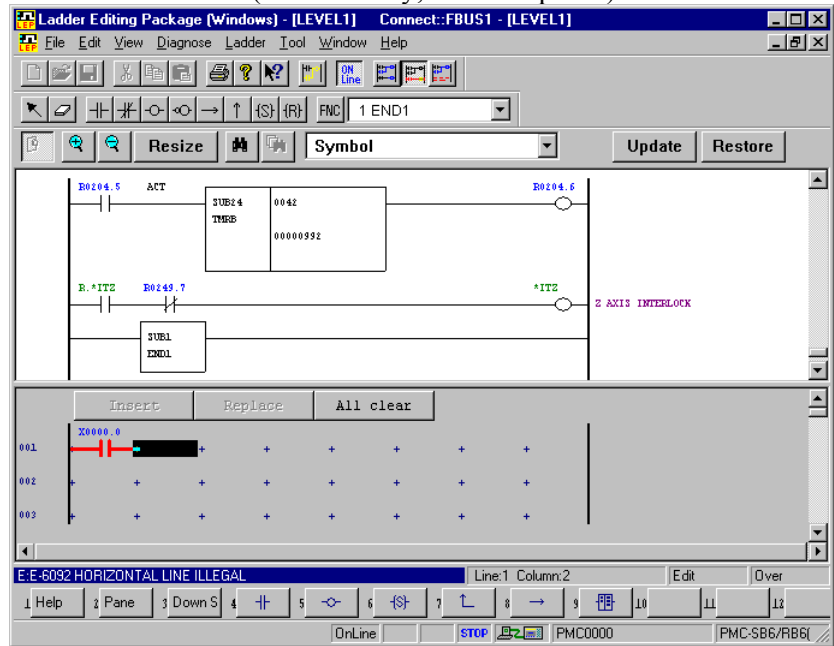 Ladder Editing Package (Windows) - [LEVEL1] Connect::FBUS1 - [LEVEL1]
File Edit View Diagnose Ladder Tool Window Help
ON Line
{S} {R} FNC 1 END1
Resize Symbol Update Restore
R0204.5 ACT R0204.6
SUB24 0042
TMRB
00000992
R.*ITZ R0249.7 *ITZ
Z AXIS INTERLOCK
SUB1
END1
Insert Replace All clear
X0000.0
001
002
003
E:E-6092 HORIZONTAL LINE ILLEGAL Line:1 Column:2 Edit Over
1 Help 2 Pane 3 Down S 4 5 6 {S} 7 8 9 10 11 12
OnLine STOP PMC0000 PMC-SB6/RB6(